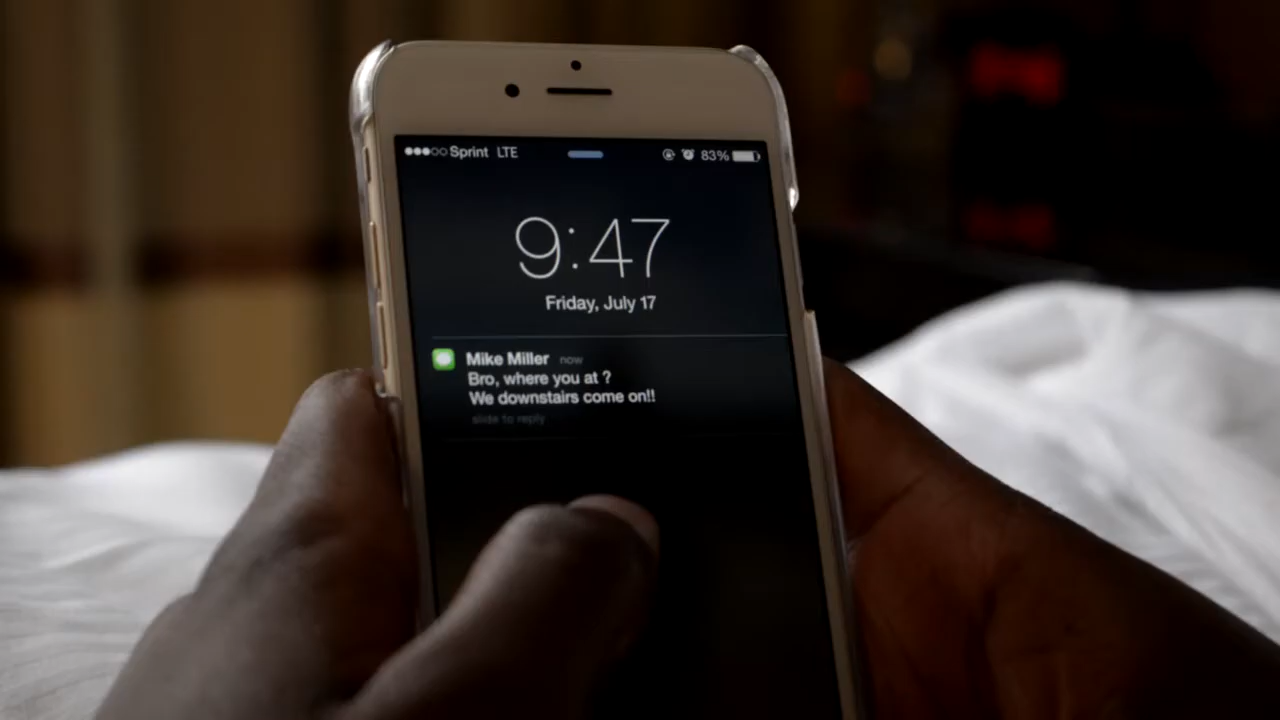 Sprint LTE 83%
9:47
Friday, July 17
Mike Miller now
Bro, where you at ?
We downstairs come on!!
slide to reply